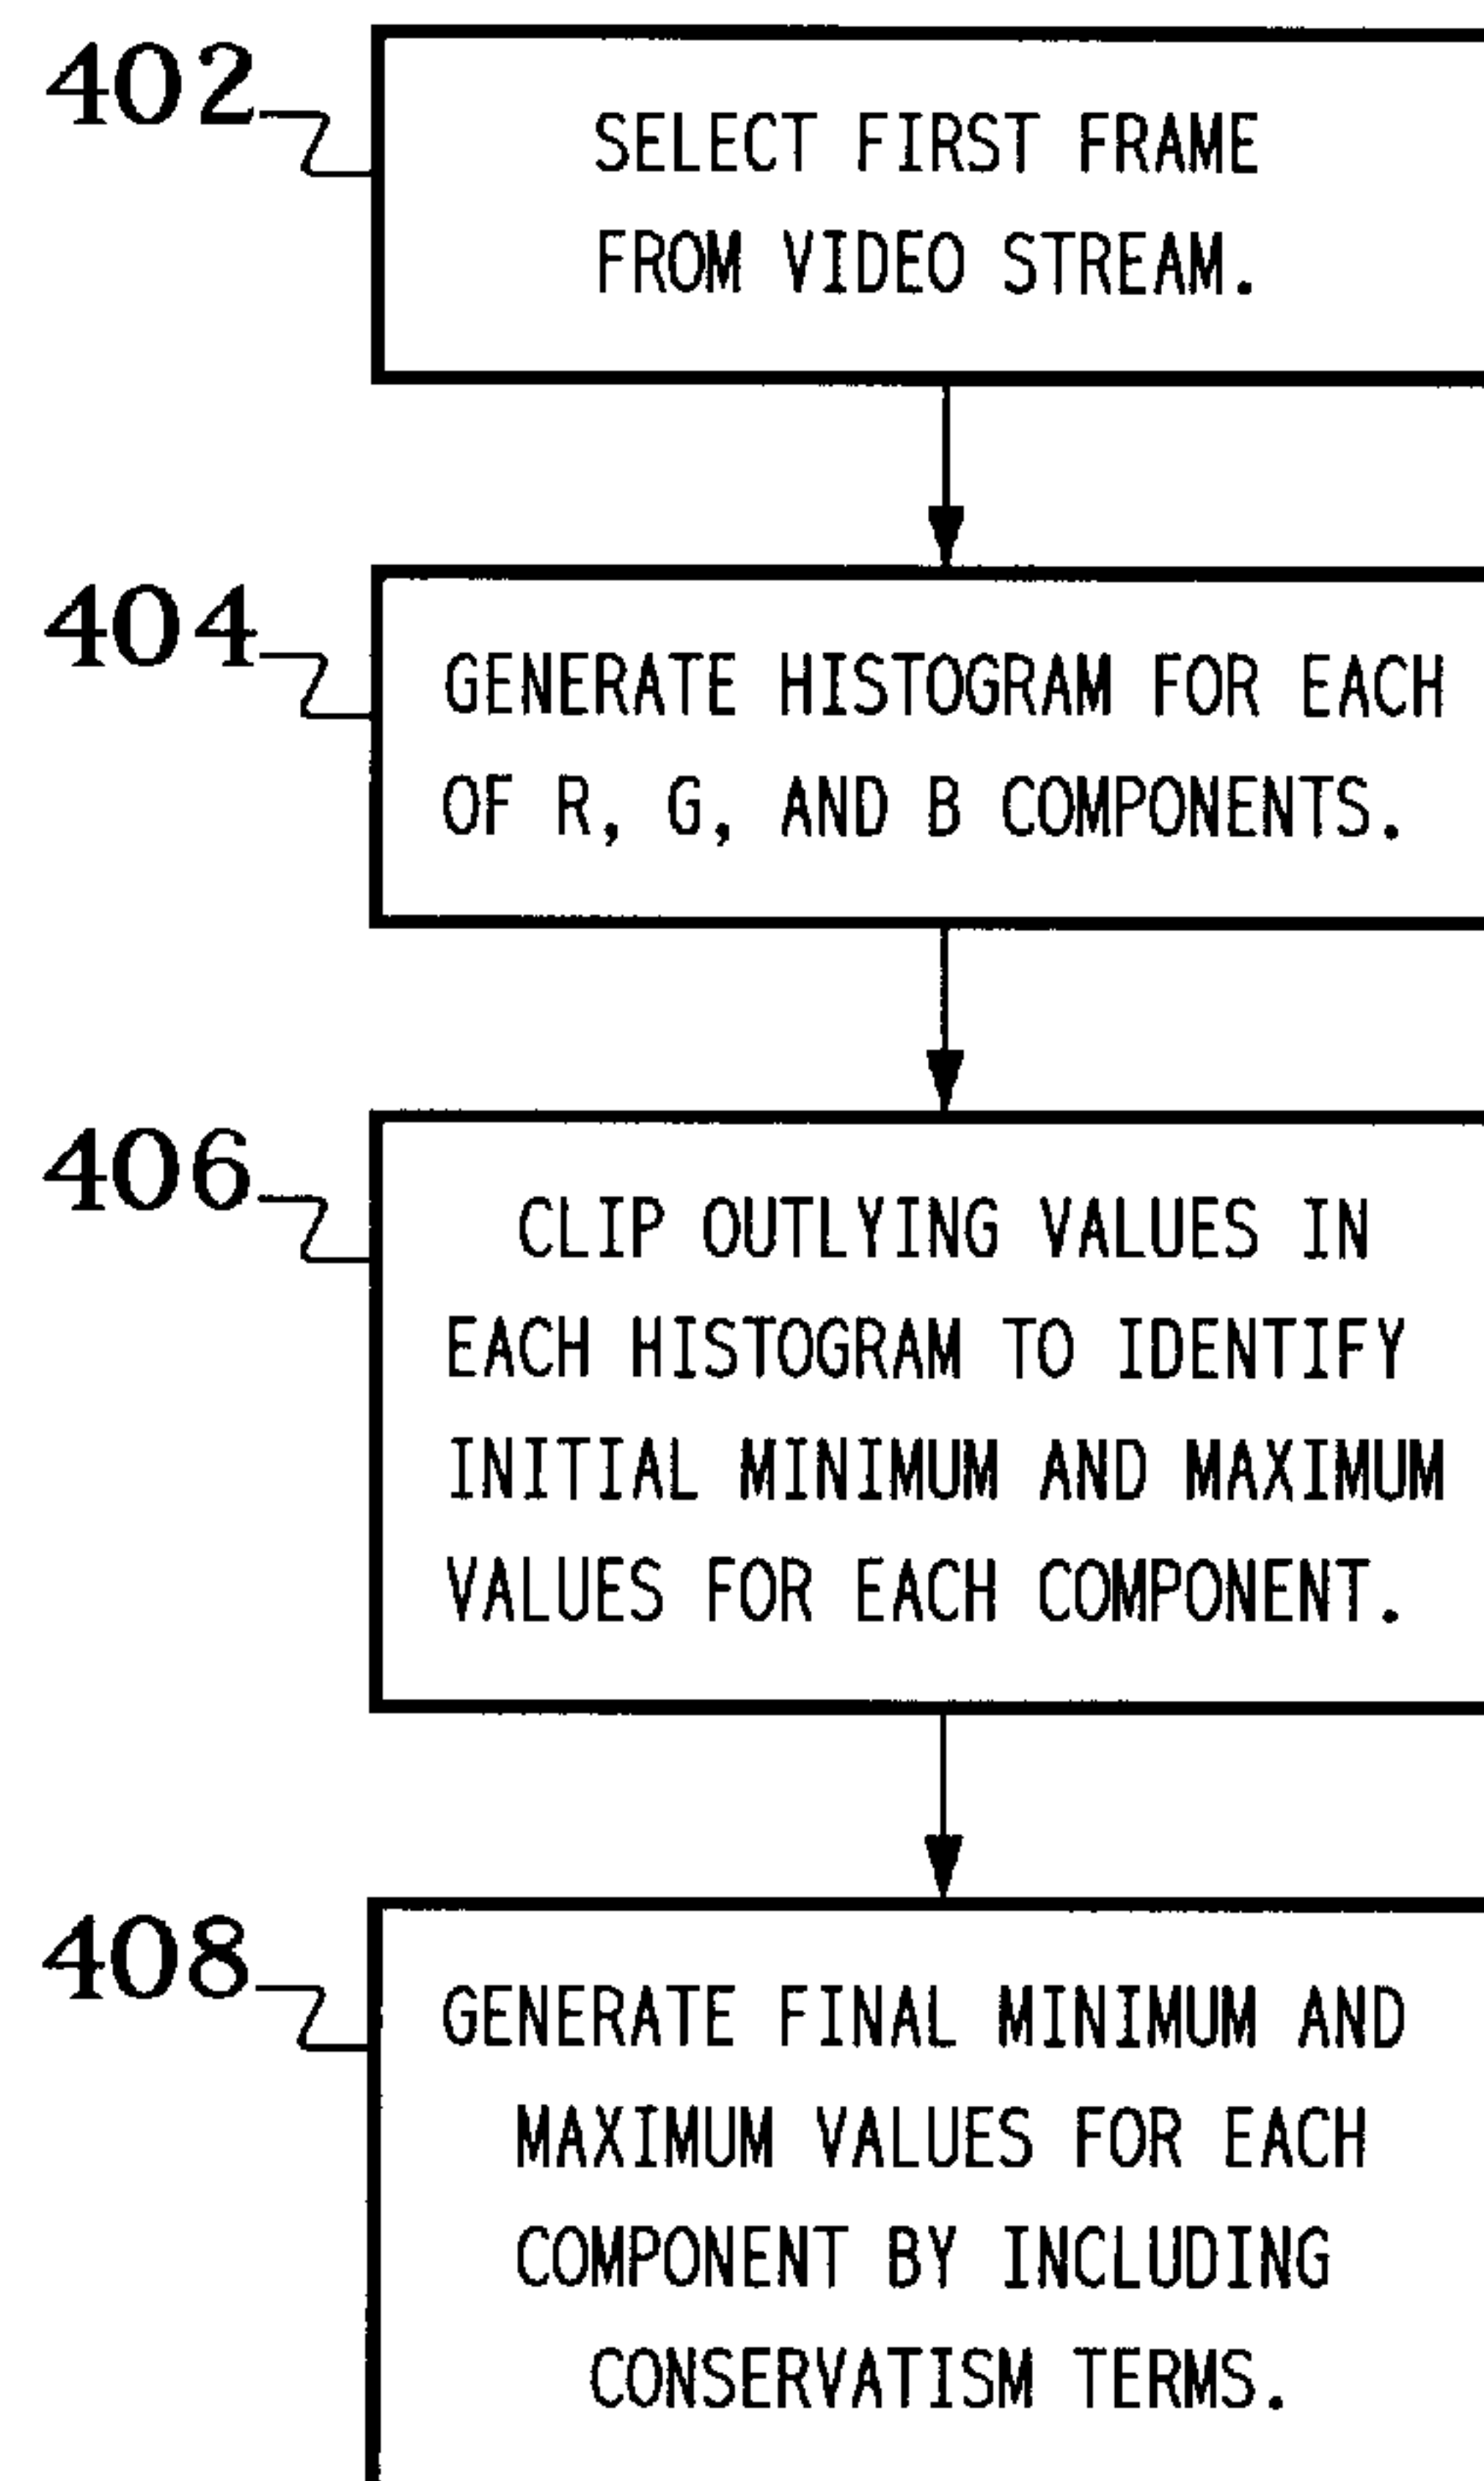 402
SELECT FIRST FRAME
FROM VIDEO STREAM.
404
GENERATE HISTOGRAM FOR EACH
OF R, G, AND B COMPONENTS.
406
CLIP OUTLYING VALUES IN
EACH HISTOGRAM TO IDENTIFY
INITIAL MINIMUM AND MAXIMUM
VALUES FOR EACH COMPONENT.
408
GENERATE FINAL MINIMUM AND
MAXIMUM VALUES FOR EACH
COMPONENT BY INCLUDING
CONSERVATISM TERMS.